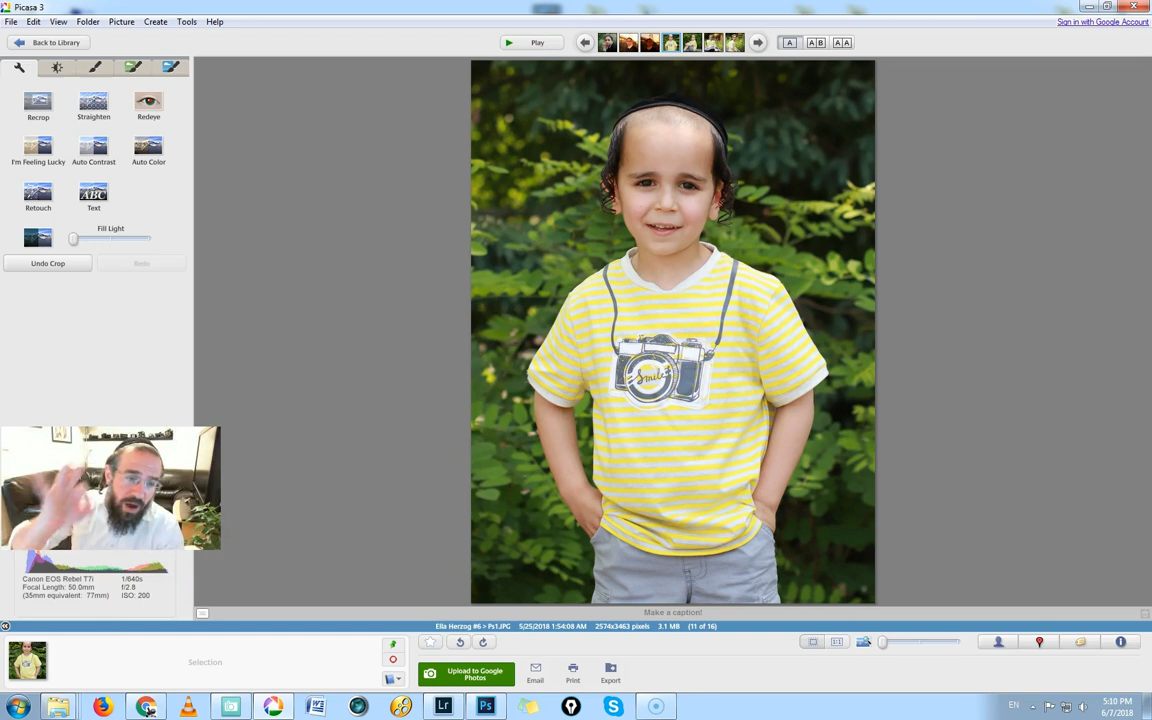 Picasa 3
File Edit View Folder Picture Create Tools Help
Sign in with Google Account
Back to Library
Play
A
A B
A A
Recrop Straighten Redeye
I'm Feeling Lucky Auto Contrast Auto Color
ABC
Retouch Text
Fill Light
Undo Crop Redo
Smile!
Canon EOS Rebel T7i 1/640s
Focal Length: 50.0mm f/2.8
(35mm equivalent: 77mm) ISO: 200
Make a caption!
Ella Herzog #6 > Ps1.JPG 5/25/2018 1:54:08 AM 2574x3463 pixels 3.1 MB (11 of 16)
1:1
Selection
Upload to Google Photos
Email Print Export
Lr Ps
EN
5:10 PM
6/7/2018